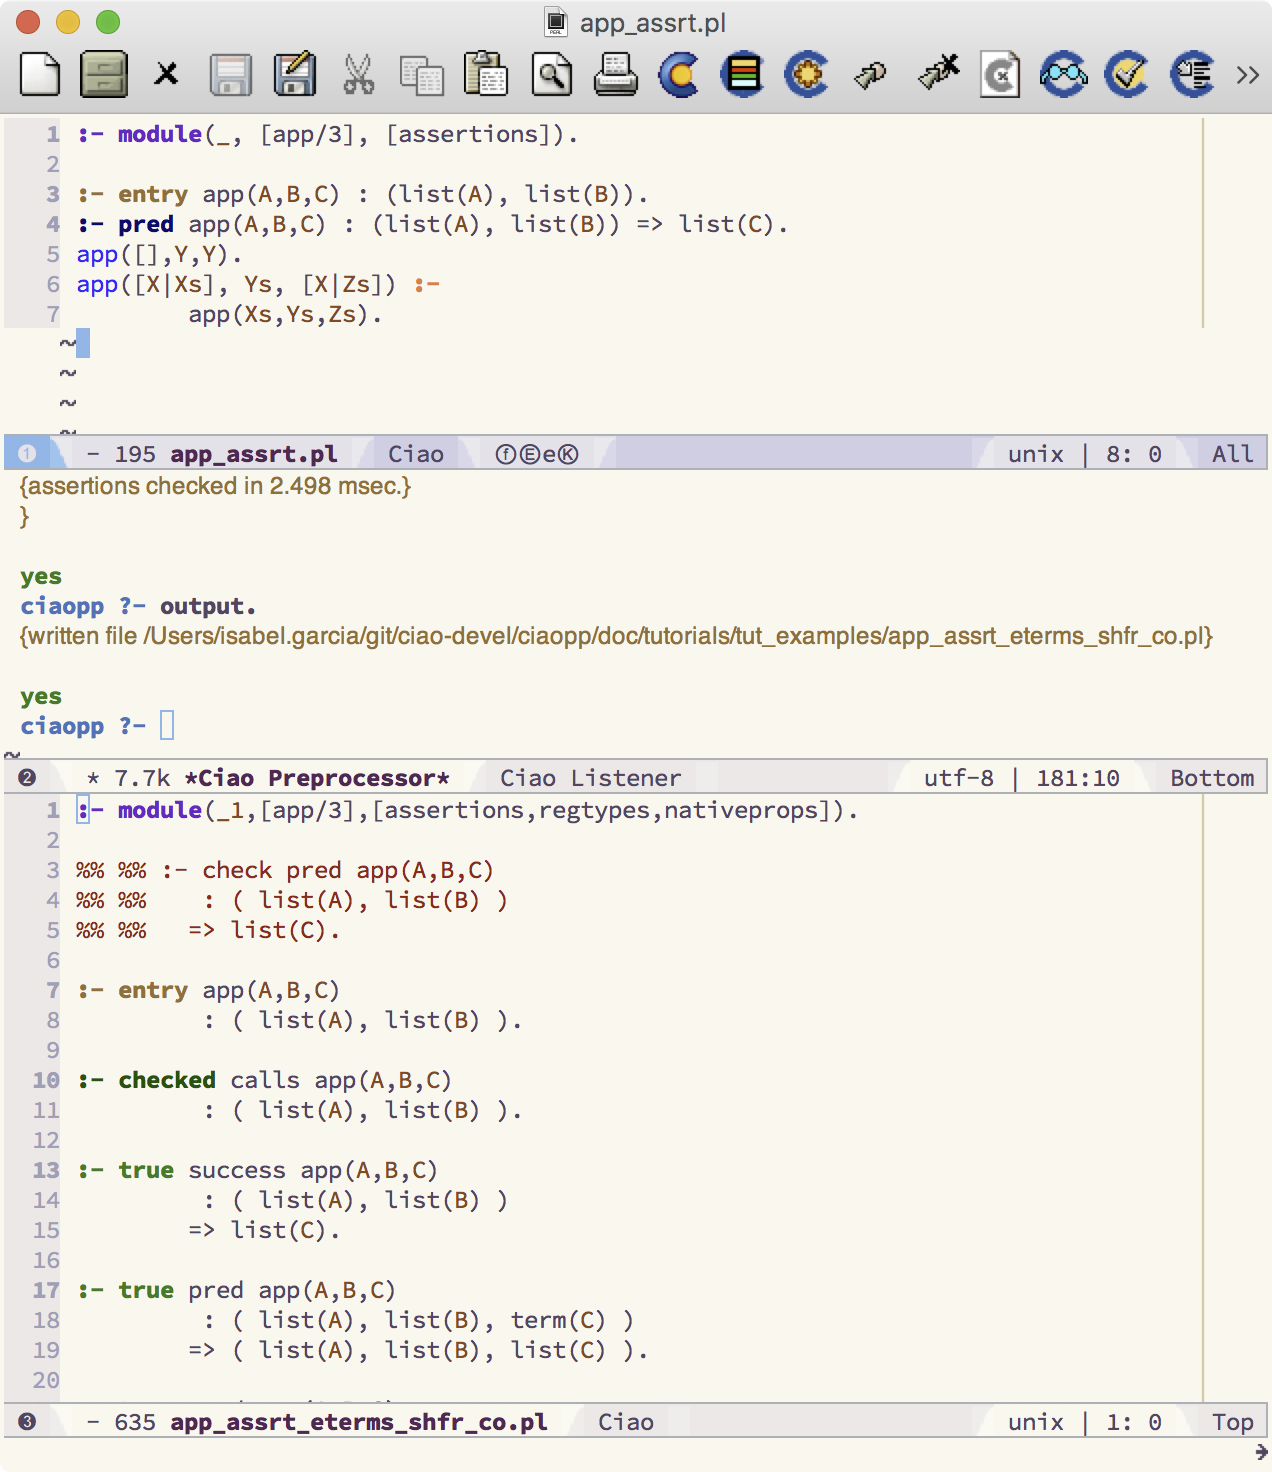 app_assrt.pl
1 :- module(_, [app/3], [assertions]).
2
3 :- entry app(A,B,C) : (list(A), list(B)).
4 :- pred app(A,B,C) : (list(A), list(B)) => list(C).
5 app([],Y,Y).
6 app([X|Xs], Ys, [X|Zs]) :-
7 app(Xs,Ys,Zs).
~
~
~
~
1 - 195 app_assrt.pl Ciao ⓕⒺeⓀ unix | 8: 0 All
{assertions checked in 2.498 msec.}
}
yes
ciaopp ?- output.
{written file /Users/isabel.garcia/git/ciao-devel/ciaopp/doc/tutorials/tut_examples/app_assrt_eterms_shfr_co.pl}
yes
ciaopp ?-
~
2 * 7.7k *Ciao Preprocessor* Ciao Listener utf-8 | 181:10 Bottom
1 :- module(_1,[app/3],[assertions,regtypes,nativeprops]).
2
3 %% %% :- check pred app(A,B,C)
4 %% %% : ( list(A), list(B) )
5 %% %% => list(C).
6
7 :- entry app(A,B,C)
8 : ( list(A), list(B) ).
9
10 :- checked calls app(A,B,C)
11 : ( list(A), list(B) ).
12
13 :- true success app(A,B,C)
14 : ( list(A), list(B) )
15 => list(C).
16
17 :- true pred app(A,B,C)
18 : ( list(A), list(B), term(C) )
19 => ( list(A), list(B), list(C) ).
20
3 - 635 app_assrt_eterms_shfr_co.pl Ciao unix | 1: 0 Top